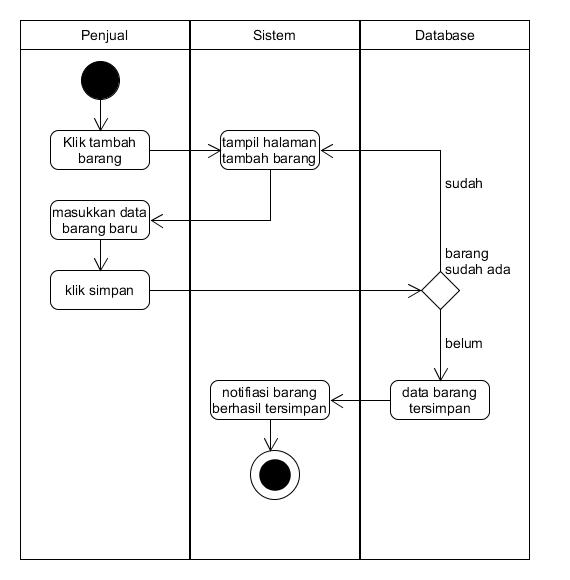 Penjual
Sistem
Database
Klik tambah
barang
tampil halaman
tambah barang
sudah
masukkan data
barang baru
barang
sudah ada
klik simpan
belum
notifiasi barang
berhasil tersimpan
data barang
tersimpan